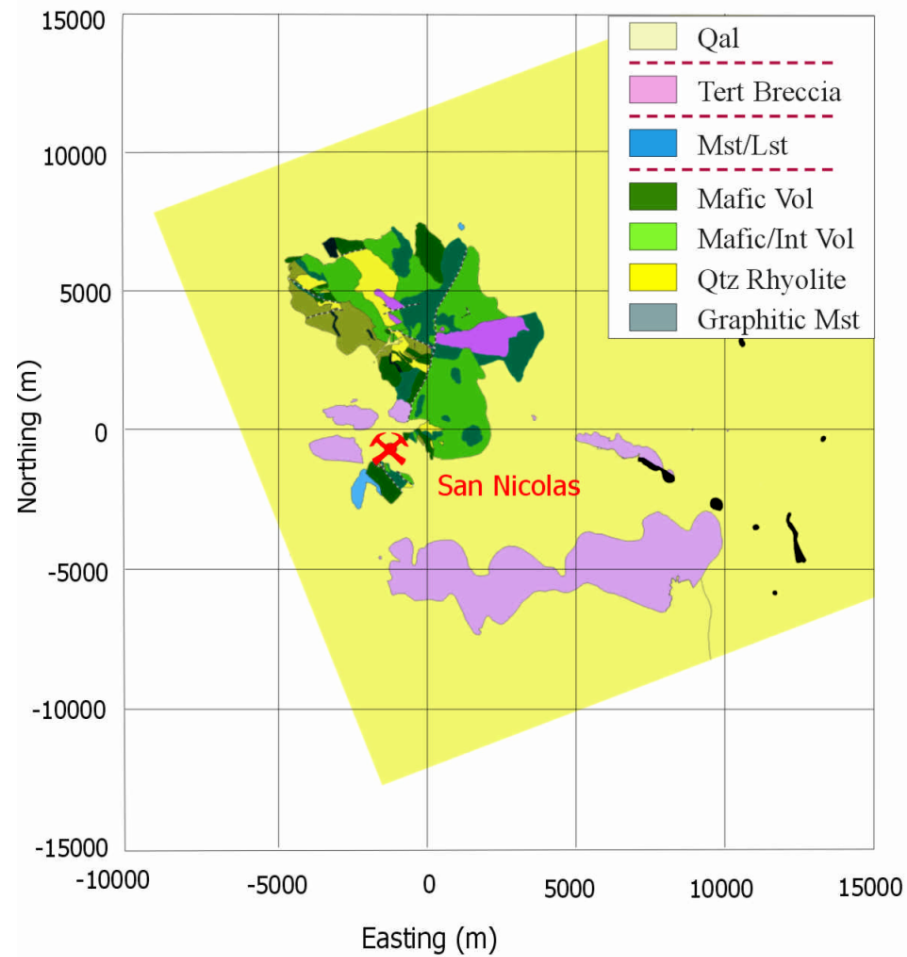 15000
10000
5000
0
-5000
-10000
-15000
Northing (m)
Qal
Tert Breccia
Mst/Lst
Mafic Vol
Mafic/Int Vol
Qtz Rhyolite
Graphitic Mst
San Nicolas
-10000
-5000
0
5000
10000
15000
Easting (m)